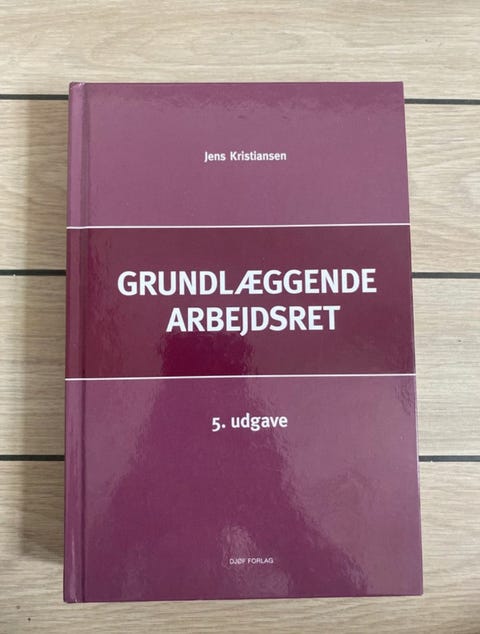 Jens Kristiansen
GRUNDLÆGGENDE
ARBEJDSRET
5. udgave
DJØF FORLAG